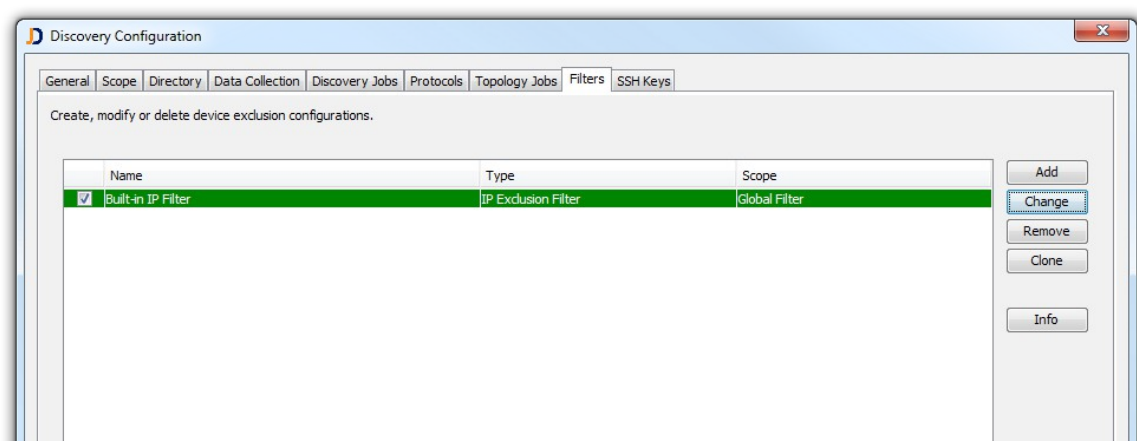 Discovery Configuration
General Scope Directory Data Collection Discovery Jobs Protocols Topology Jobs Filters SSH Keys
Create, modify or delete device exclusion configurations.
Name Type Scope Add
Built-in IP Filter IP Exclusion Filter Global Filter Change
Remove
Clone
Info